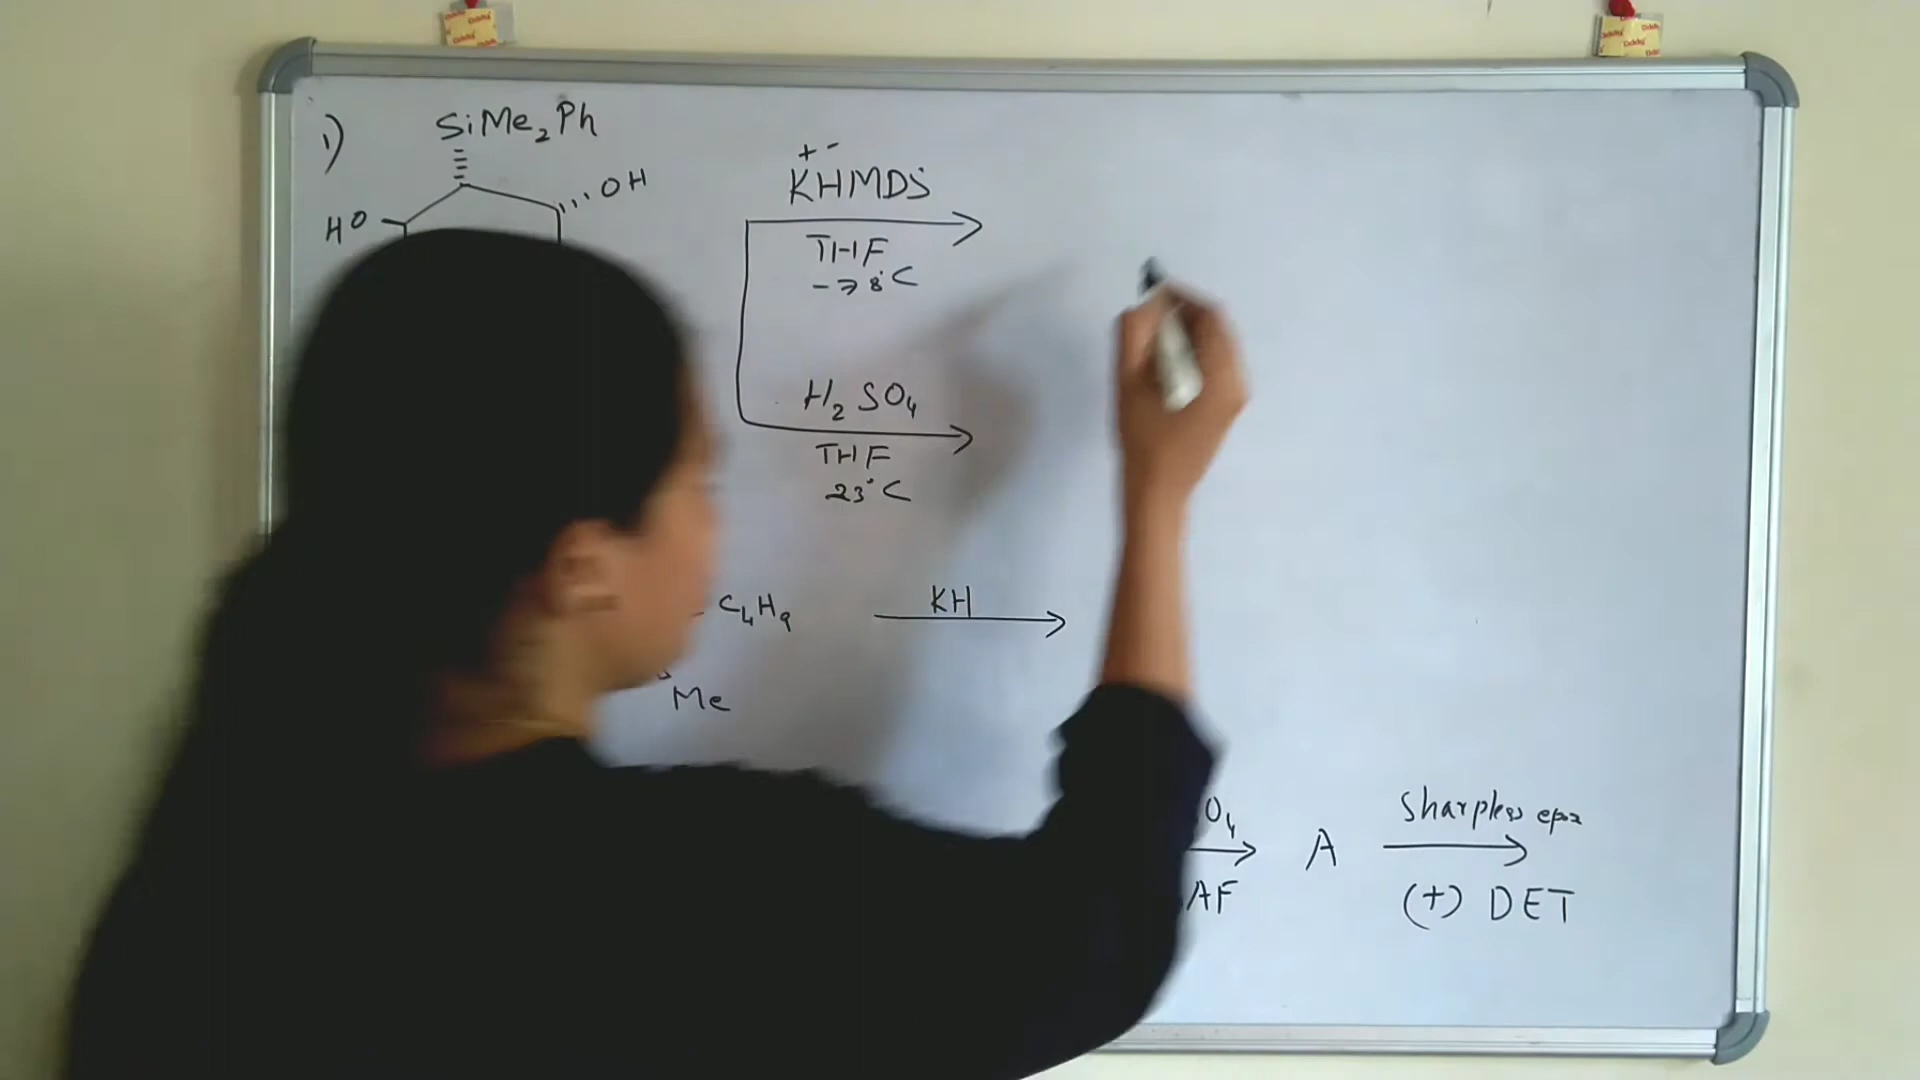 1)
SiMe2Ph
HO
OH
+ -
KHMDS
THF
-78°C
H2SO4
THF
23°C
C4H9
KH
Me
O4
A
Sharpless epox
AF
(+) DET